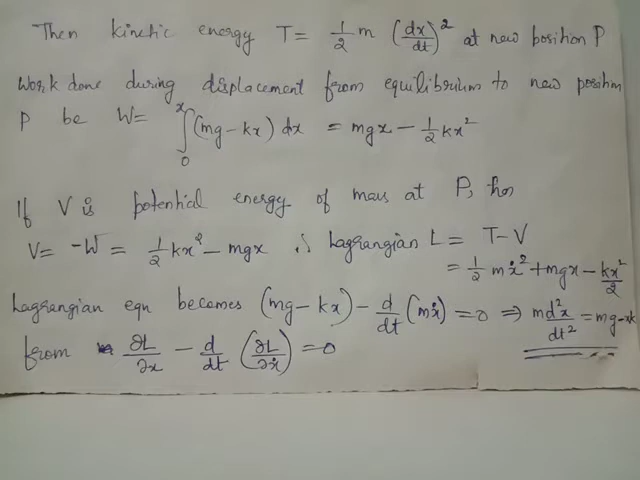 Then kinetic energy T = 1/2 m (dx/dt)² at new position P
Work done during displacement from equilibrium to new position
P be W = ∫₀ˣ (mg - kx) dx = mgx - 1/2 kx²
If V is potential energy of mass at P, then
V = -W = 1/2 kx² - mgx ∴ Lagrangian L = T - V
= 1/2 mẋ² + mgx - kx²/2
Lagrangian eqn becomes (mg - kx) - d/dt (mẋ) = 0 ⇒ m d²x/dt² = mg - xk
from ∂L/∂x - d/dt (∂L/∂ẋ) = 0